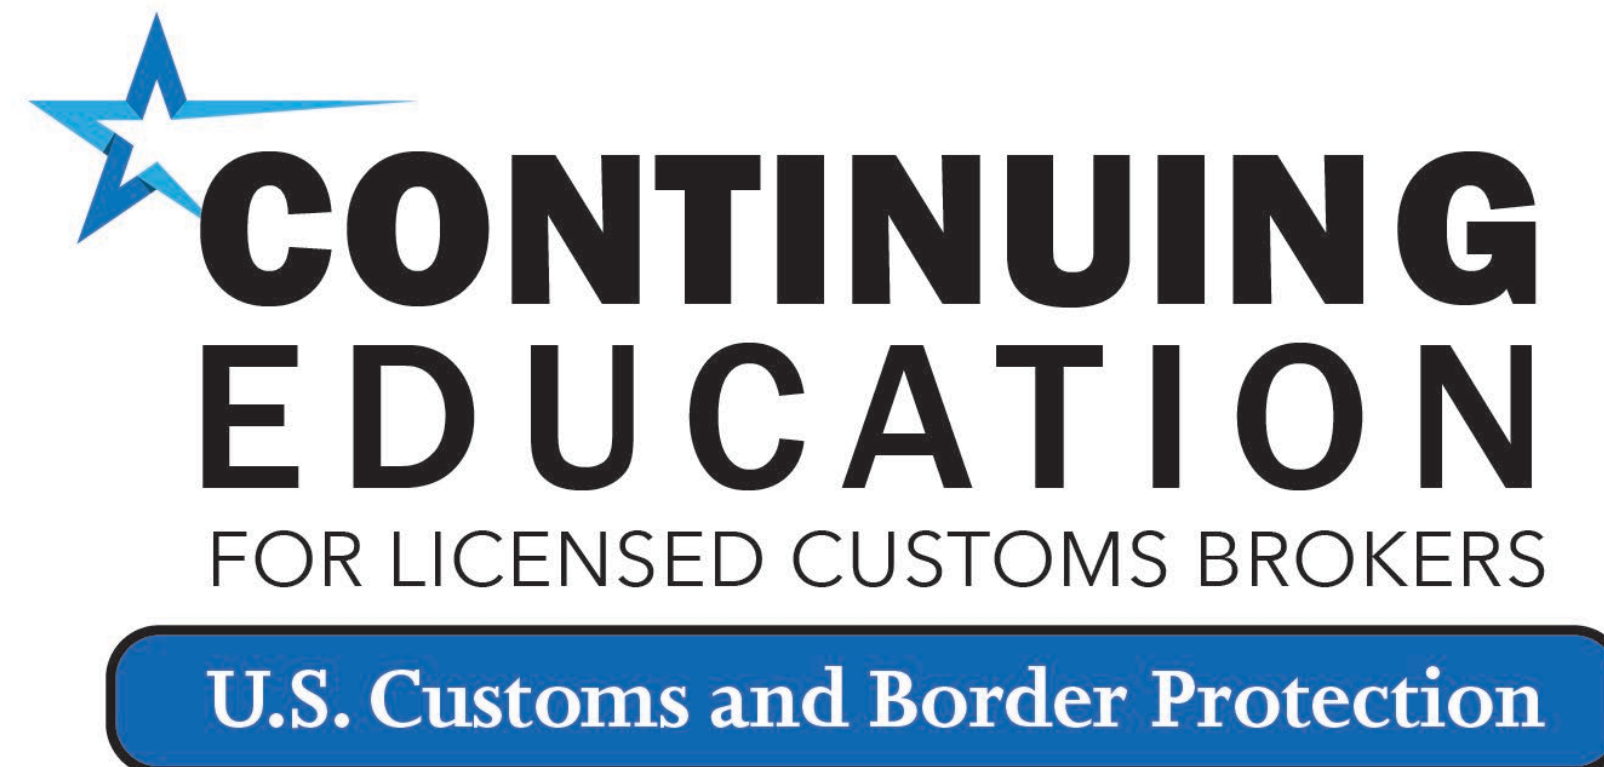 CONTINUING
EDUCATION
FOR LICENSED CUSTOMS BROKERS
U.S. Customs and Border Protection